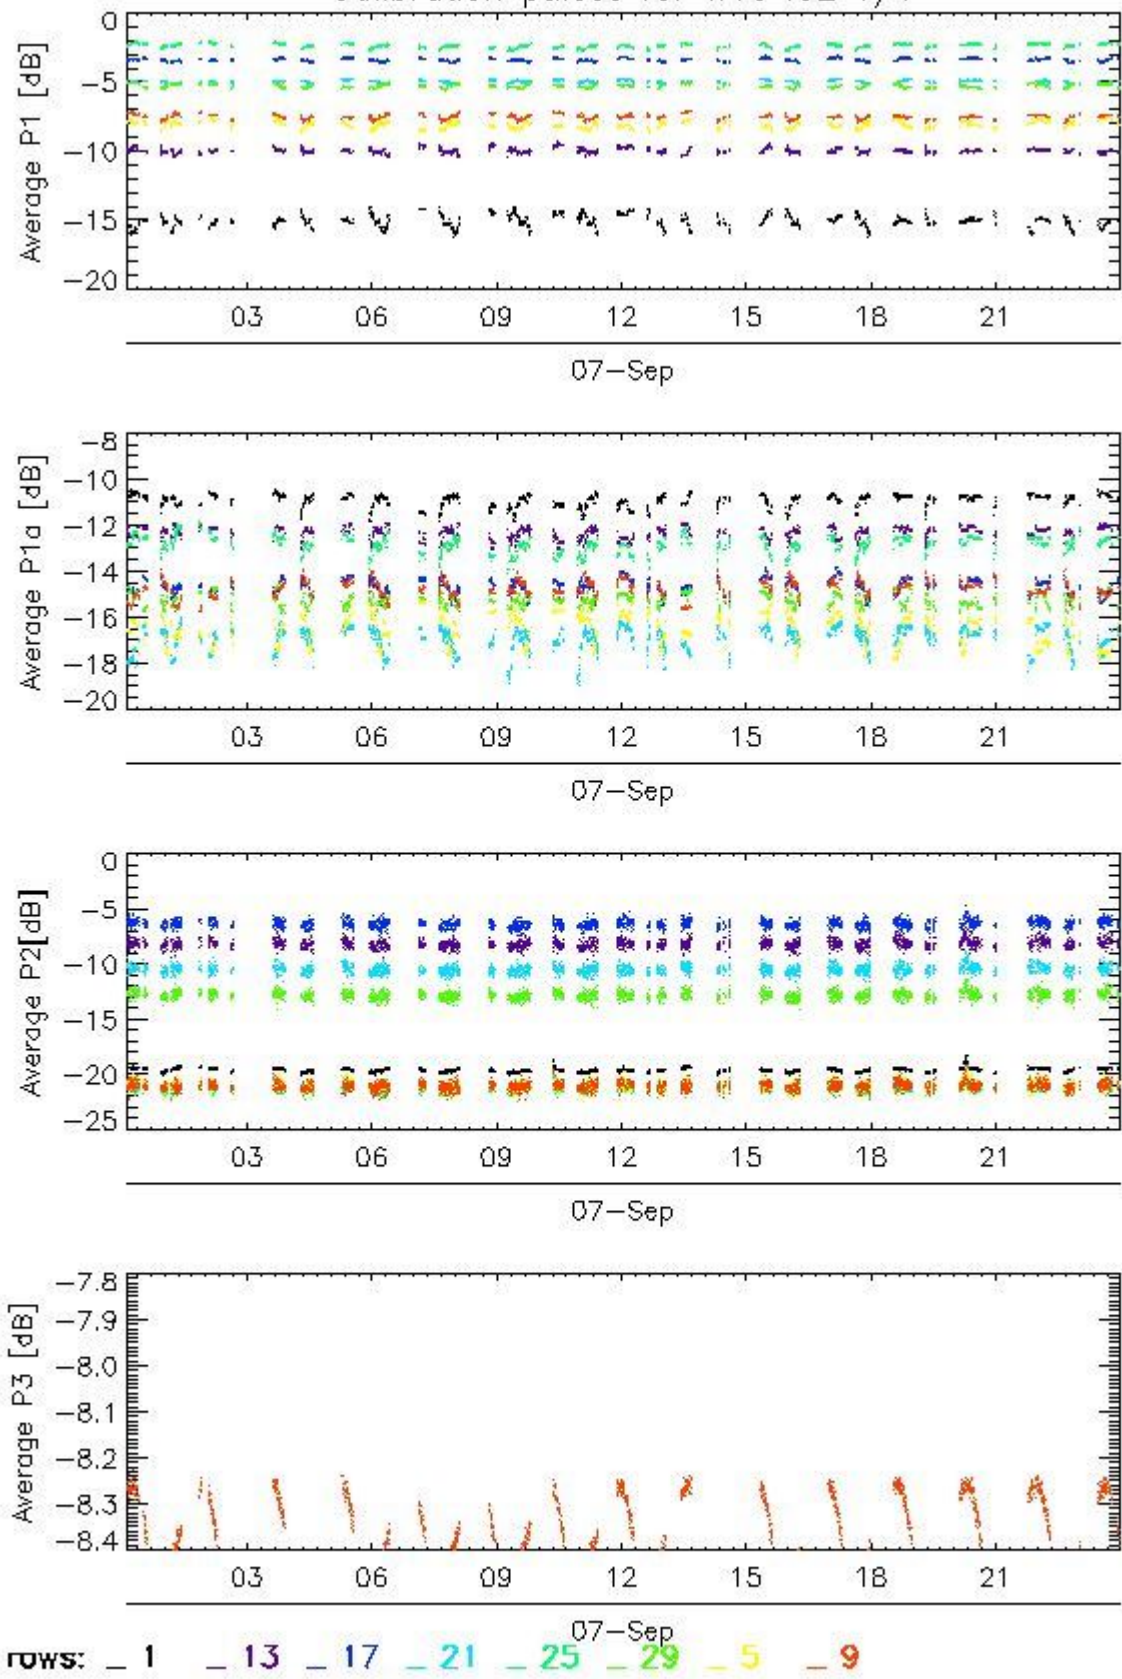 0
−5
−10
−15
−20
Average P1 [dB]
03 06 09 12 15 18 21
07−Sep
−8
−10
−12
−14
−16
−18
−20
Average P1a [dB]
03 06 09 12 15 18 21
07−Sep
0
−5
−10
−15
−20
−25
Average P2[dB]
03 06 09 12 15 18 21
07−Sep
−7.8
−7.9
−8.0
−8.1
−8.2
−8.3
−8.4
Average P3 [dB]
03 06 09 12 15 18 21
07−Sep
rows: _ 1 _ 13 _ 17 _ 21 _ 25 _ 29 _ 5 _ 9